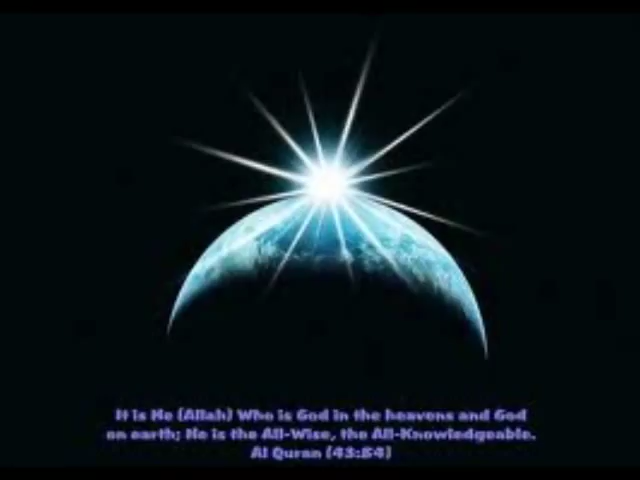 It is He (Allah) Who is God in the heavens and God
on earth; He is the All-Wise, the All-Knowledgeable.
Al Quran (43:84)